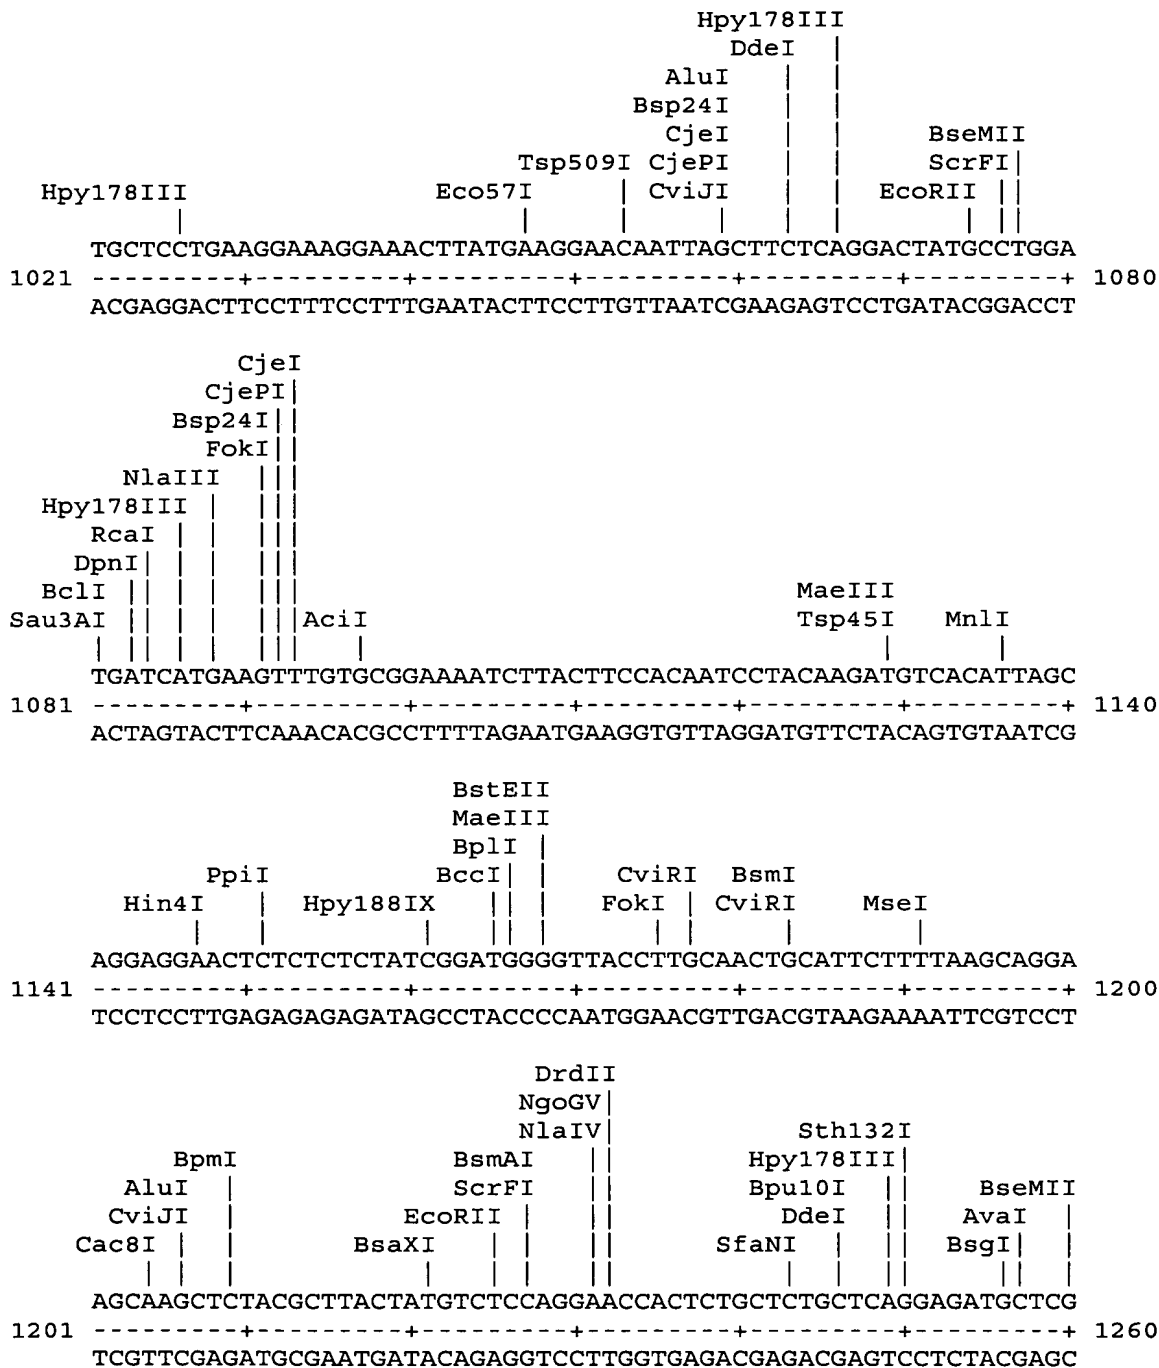 Hpy178III
DdeI
AluI
Bsp24I
CjeI BseMII
Tsp509I CjePI ScrFI
Hpy178III Eco57I CviJI EcoRII
TGCTCCTGAAGGAAAGGAAACTTATGAAGGAACAATTAGCTTCTCAGGACTATGCCTGGA
1021 ---------+---------+---------+---------+---------+---------+ 1080
ACGAGGACTTCCTTTCCTTTGAATACTTCCTTGTTAATCGAAGAGTCCTGATACGGACCT
CjeI
CjePI
Bsp24I
FokI
NlaIII
Hpy178III
RcaI
DpnI
BclI MaeIII
Sau3AI AciI Tsp45I MnlI
TGATCATGAAGTTTGTGCGGAAAATCTTACTTCCACAATCCTACAAGATGTCACATTAGC
1081 ---------+---------+---------+---------+---------+---------+ 1140
ACTAGTACTTCAAACACGCCTTTTAGAATGAAGGTGTTAGGATGTTCTACAGTGTAATCG
BstEII
MaeIII
BplI
PpiI BccI CviRI BsmI
Hin4I Hpy188IX FokI CviRI MseI
AGGAGGAACTCTCTCTCTATCGGATGGGGTTACCTTGCAACTGCATTCTTTTAAGCAGGA
1141 ---------+---------+---------+---------+---------+---------+ 1200
TCCTCCTTGAGAGAGAGATAGCCTACCCCAATGGAACGTTGACGTAAGAAAATTCGTCCT
DrdII
NgoGV
NlaIV Sth132I
BpmI BsmAI Hpy178III
AluI ScrFI Bpu10I BseMII
CviJI EcoRII DdeI AvaI
Cac8I BsaXI SfaNI BsgI
AGCAAGCTCTACGCTTACTATGTCTCCAGGAACCACTCTGCTCTGCTCAGGAGATGCTCG
1201 ---------+---------+---------+---------+---------+---------+ 1260
TCGTTCGAGATGCGAATGATACAGAGGTCCTTGGTGAGACGAGACGAGTCCTCTACGAGC